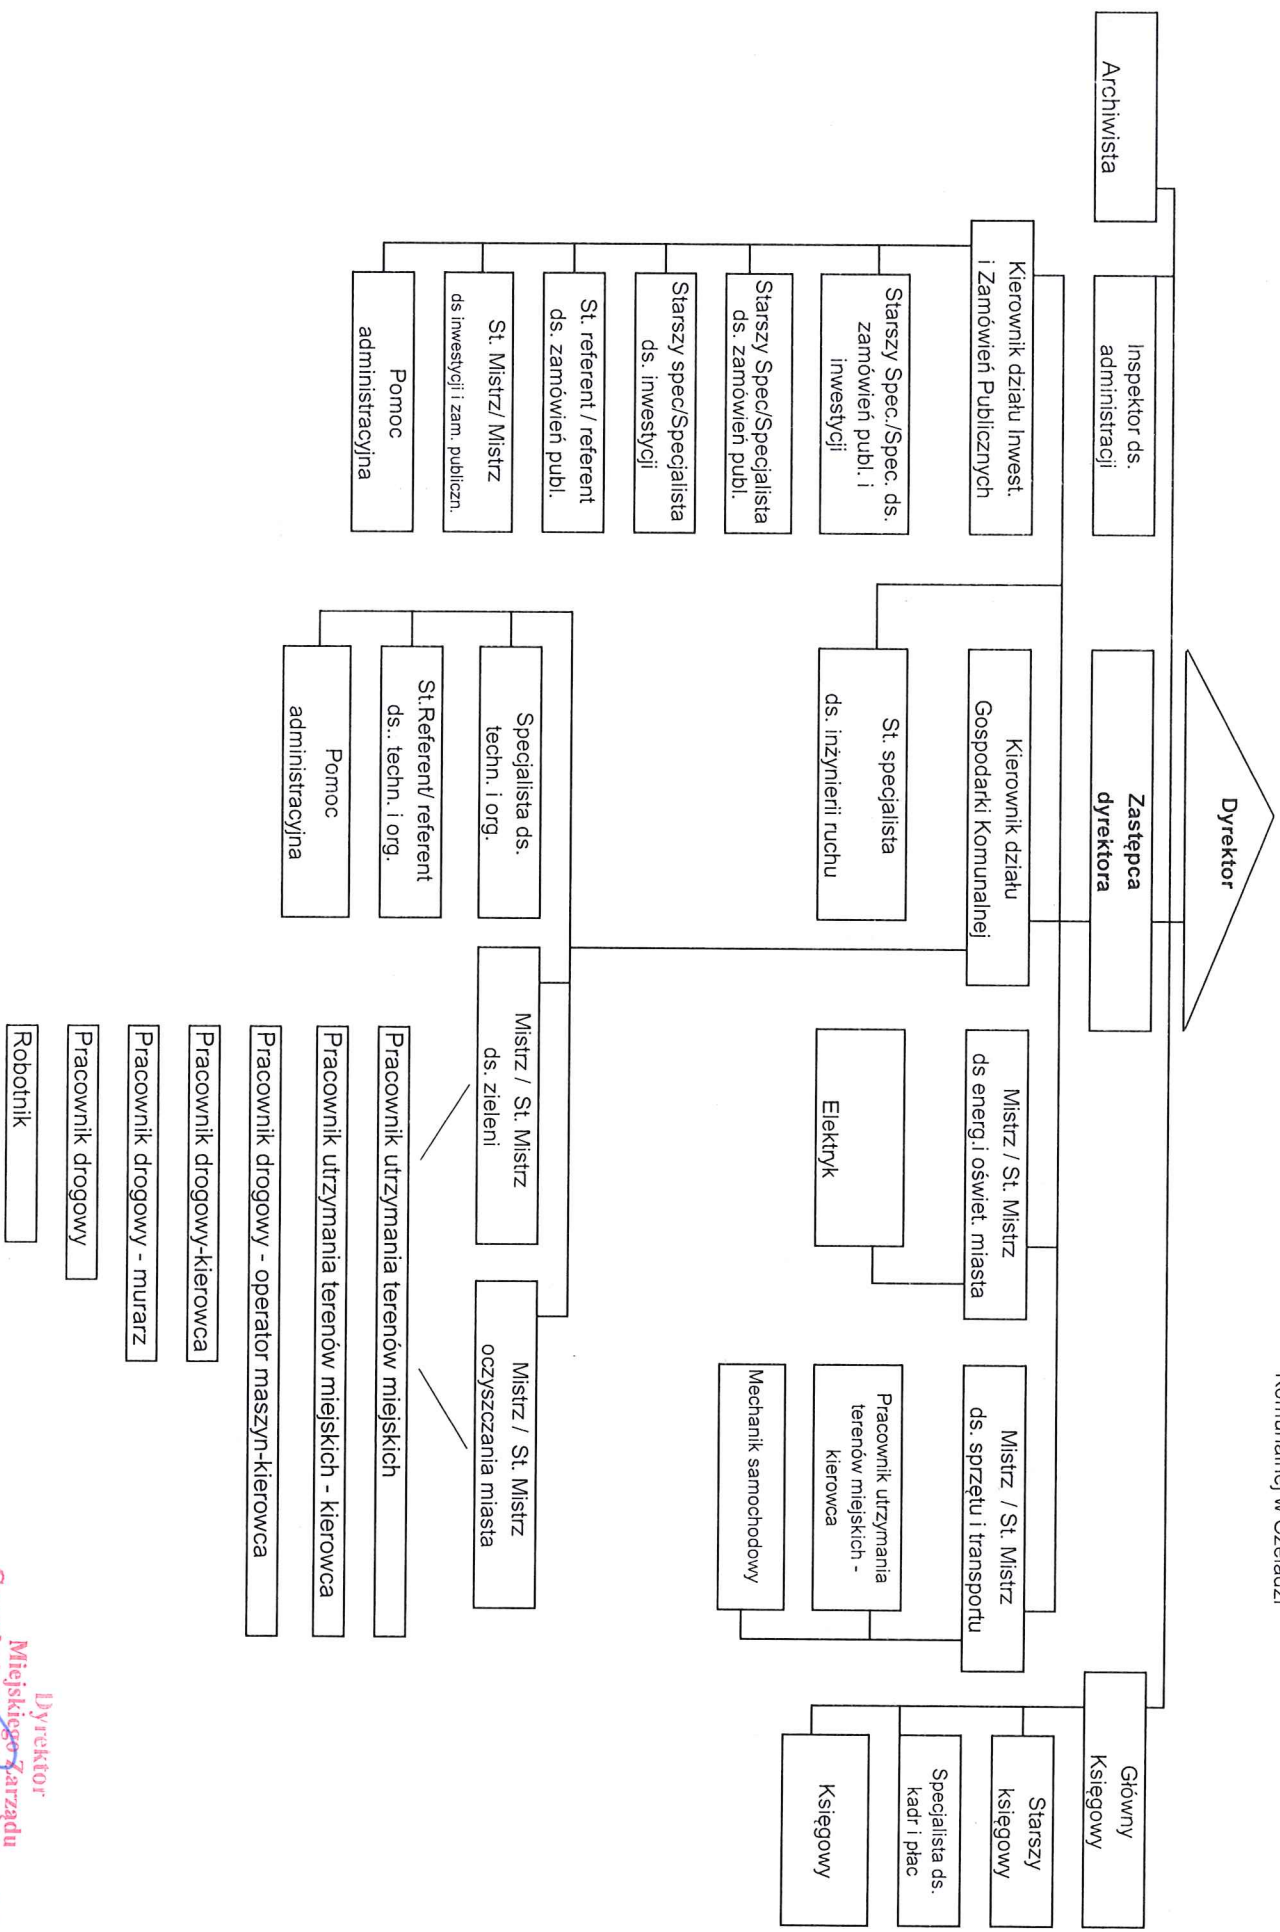 Komunalnej w Czeladzi
Dyrektor
Zastępca
dyrektora
Archiwista
Inspektor ds.
administracji
Główny
Księgowy
Starszy
księgowy
Specjalista ds.
kadr i płac
Księgowy
Kierownik działu Inwest.
i Zamówień Publicznych
Starszy Spec./Spec. ds.
zamówień publ. i
inwestycji
Starszy Spec/Specjalista
ds. zamówień publ.
Starszy spec/Specjalista
ds. inwestycji
St. referent / referent
ds. zamówień publ.
St. Mistrz/ Mistrz
ds inwestycji i zam. publiczn.
Pomoc
administracyjna
Kierownik działu
Gospodarki Komunalnej
St. specjalista
ds. inżynierii ruchu
Specjalista ds.
techn. i org.
St.Referent/ referent
ds.. techn. i org.
Pomoc
administracyjna
Mistrz / St. Mistrz
ds energ.i oświet. miasta
Elektryk
Mistrz / St. Mistrz
ds. sprzętu i transportu
Pracownik utrzymania
terenów miejskich -
kierowca
Mechanik samochodowy
Mistrz / St. Mistrz
ds. zieleni
Mistrz / St. Mistrz
oczyszczania miasta
Pracownik utrzymania terenów miejskich
Pracownik utrzymania terenów miejskich - kierowca
Pracownik drogowy - operator maszyn-kierowca
Pracownik drogowy-kierowca
Pracownik drogowy - murarz
Pracownik drogowy
Robotnik
Dyrektor
Miejskiego Zarządu